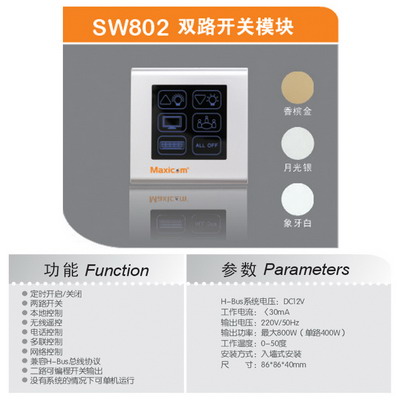 SW802 双路开关模块
ALL OFF
Maxicom
香槟金
月光银
象牙白
功能 Function
定时开启/关闭
两路开关
本地控制
无线遥控
电话控制
多联控制
网络控制
兼容H-Bus总线协议
二路可编程开关输出
没有系统的情况下可单机运行
参数 Parameters
H-Bus系统电压：DC12V
工作电流：＜30mA
输出电压：220V/50Hz
输出功率：最大800W（单路400W）
工作温度：0-50度
安装方式：入墙式安装
尺 寸：86*86*40mm